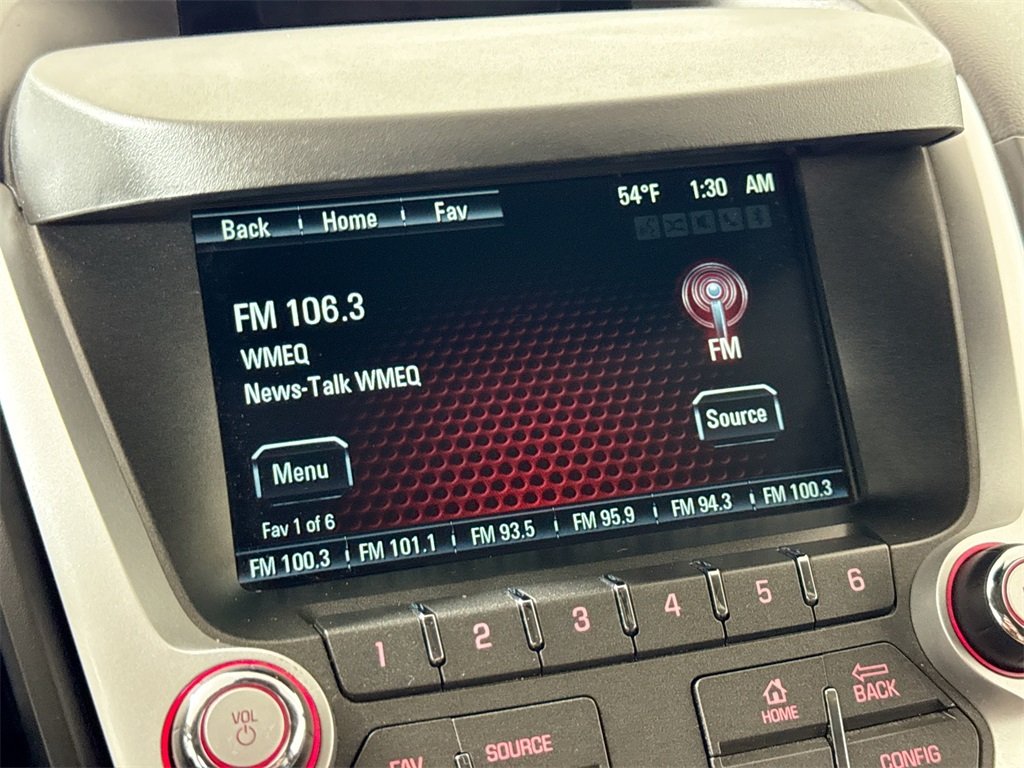 Back Home Fav 54°F 1:30 AM
FM 106.3
WMEQ
News-Talk WMEQ
FM
Source
Menu
Fav 1 of 6
FM 100.3 FM 101.1 FM 93.5 FM 95.9 FM 94.3 FM 100.3
1 2 3 4 5 6
VOL
FAV SOURCE HOME BACK
CONFIG